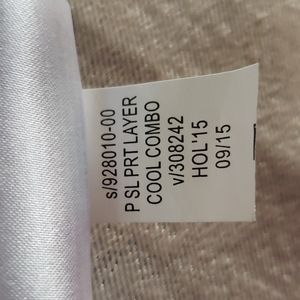 s/928010-00
P SL PRT LAYER
COOL COMBO
v/308242
HOL'15
09/15